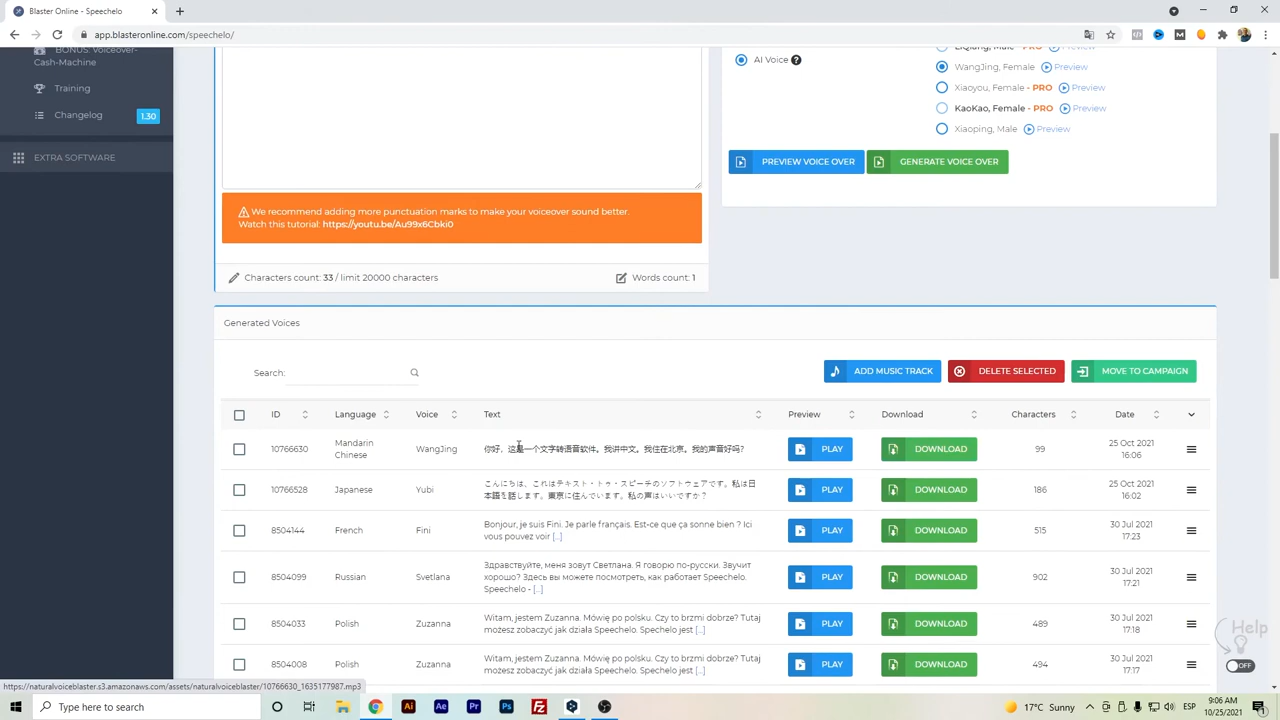 Blaster Online - Speechelo
app.blasteronline.com/speechelo/
BONUS: Voiceover-
Cash-Machine
Training
Changelog
1.30
EXTRA SOFTWARE
AI Voice
LiQiang, Male - PRO Preview
WangJing, Female Preview
Xiaoyou, Female - PRO Preview
KaoKao, Female - PRO Preview
Xiaoping, Male Preview
PREVIEW VOICE OVER
GENERATE VOICE OVER
We recommend adding more punctuation marks to make your voiceover sound better.
Watch this tutorial: https://youtu.be/Au99x6Cbki0
Characters count: 33 / limit 20000 characters
Words count: 1
Generated Voices
Search:
ADD MUSIC TRACK
DELETE SELECTED
MOVE TO CAMPAIGN
ID Language Voice Text Preview Download Characters Date
10766630 Mandarin Chinese WangJing 你好，这是一个文字转语音软件。我讲中文。我住在北京。我的声音好吗? PLAY DOWNLOAD 99 25 Oct 2021 16:06
10766528 Japanese Yubi こんにちは、これはテキスト・トゥ・スピーチのソフトウェアです。私は日
本語を話します。東京に住んでいます。私の声はいいですか？ PLAY DOWNLOAD 186 25 Oct 2021 16:02
8504144 French Fini Bonjour, je suis Fini. Je parle français. Est-ce que ça sonne bien ? Ici
vous pouvez voir [...] PLAY DOWNLOAD 515 30 Jul 2021 17:23
8504099 Russian Svetlana Здравствуйте, меня зовут Светлана. Я говорю по-русски. Звучит
хорошо? Здесь вы можете посмотреть, как работает Speechelo.
Speechelo - [...] PLAY DOWNLOAD 902 30 Jul 2021 17:21
8504033 Polish Zuzanna Witam, jestem Zuzanna. Mówię po polsku. Czy to brzmi dobrze? Tutaj
możesz zobaczyć jak działa Speechelo. Spechelo jest [...] PLAY DOWNLOAD 489 30 Jul 2021 17:18
8504008 Polish Zuzanna Witam, jestem Zuzanna. Mówię po polsku. Czy to brzmi dobrze? Tutaj
możesz zobaczyć jak działa Speechelo. Spechelo jest [...] PLAY DOWNLOAD 494 30 Jul 2021 17:17
Help
OFF
https://naturalvoiceblaster.s3.amazonaws.com/assets/naturalvoiceblaster/10766630_1635177987.mp3
Type here to search
17°C Sunny
ESP
9:06 AM
10/25/2021